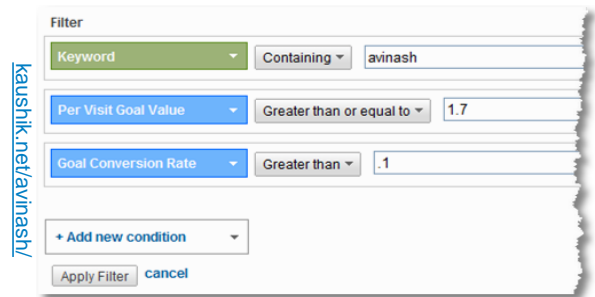 Filter
Keyword Containing avinash
Per Visit Goal Value Greater than or equal to 1.7
Goal Conversion Rate Greater than .1
+ Add new condition
Apply Filter cancel
kaushik.net/avinash/